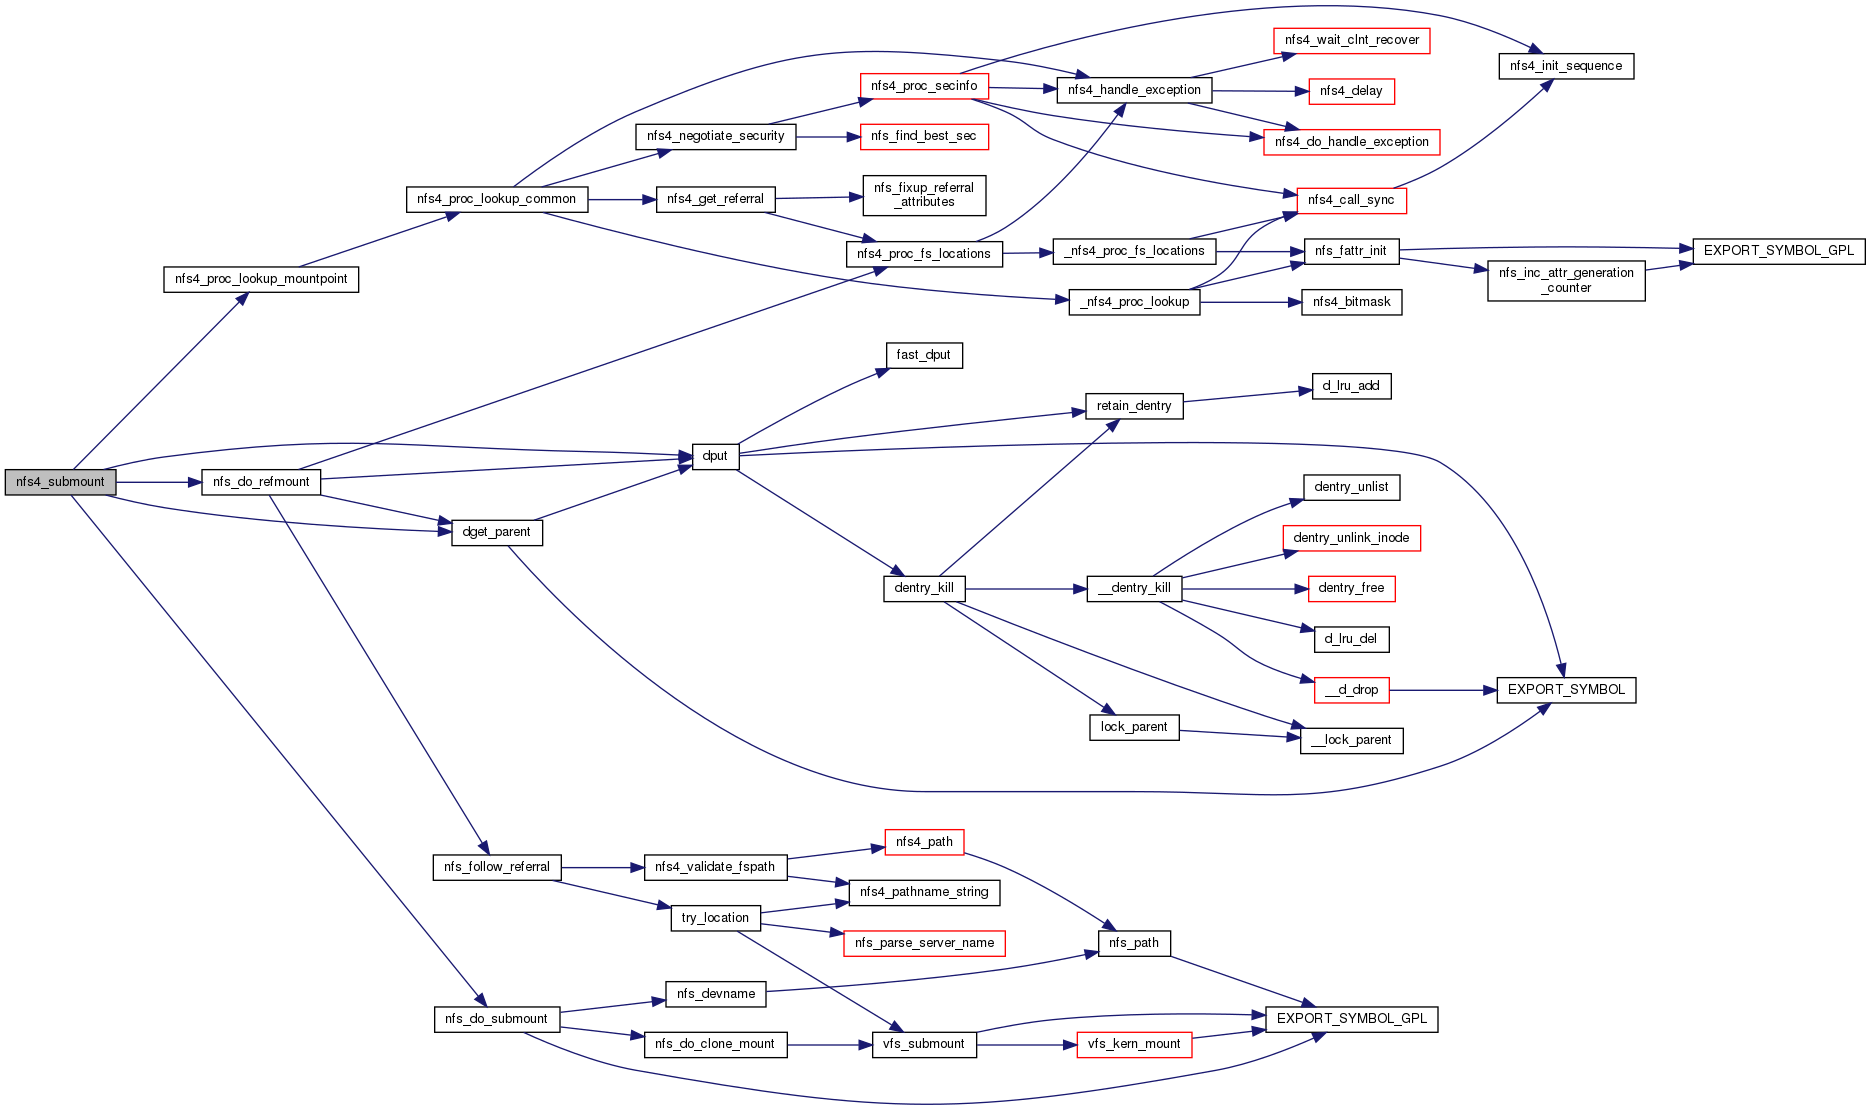 nfs4_submount
nfs4_proc_lookup_mountpoint
nfs_do_refmount
nfs4_proc_lookup_common
dget_parent
nfs_follow_referral
nfs_do_submount
nfs4_negotiate_security
nfs4_get_referral
dput
nfs4_validate_fspath
try_location
nfs_devname
nfs_do_clone_mount
nfs4_proc_secinfo
nfs_find_best_sec
nfs_fixup_referral
_attributes
nfs4_proc_fs_locations
fast_dput
dentry_kill
nfs4_path
nfs4_pathname_string
nfs_parse_server_name
vfs_submount
nfs4_handle_exception
_nfs4_proc_fs_locations
_nfs4_proc_lookup
retain_dentry
__dentry_kill
lock_parent
nfs_path
vfs_kern_mount
nfs4_wait_clnt_recover
nfs4_delay
nfs4_do_handle_exception
nfs4_call_sync
nfs_fattr_init
nfs4_bitmask
d_lru_add
dentry_unlist
dentry_unlink_inode
dentry_free
d_lru_del
__d_drop
__lock_parent
EXPORT_SYMBOL_GPL
nfs4_init_sequence
nfs_inc_attr_generation
_counter
EXPORT_SYMBOL
EXPORT_SYMBOL_GPL